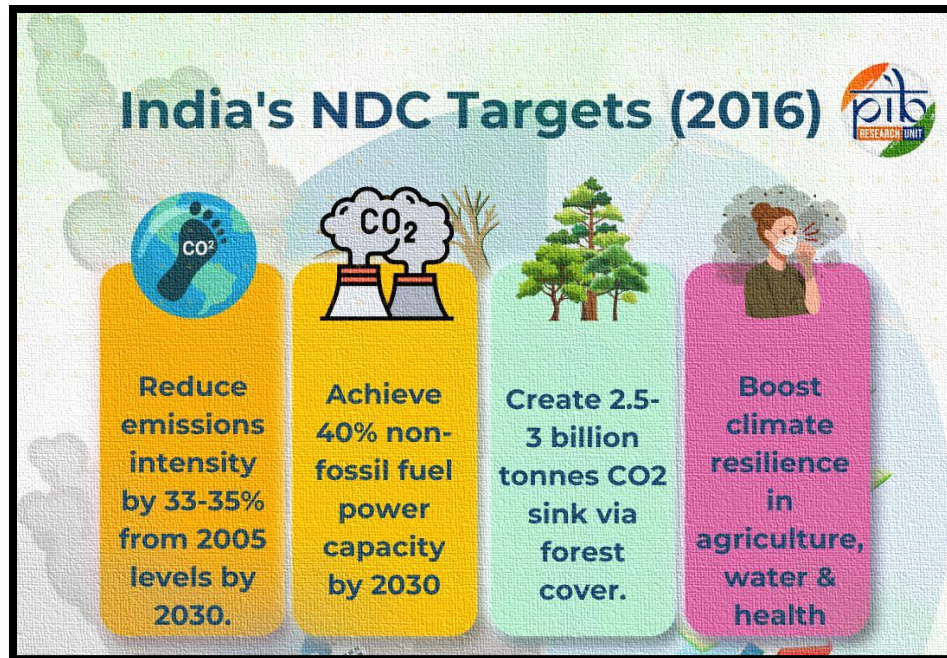 India's NDC Targets (2016)
pib
RESEARCH UNIT
CO²
CO2
Reduce
emissions
intensity
by 33-35%
from 2005
levels by
2030.
Achieve
40% non-
fossil fuel
power
capacity
by 2030
Create 2.5-
3 billion
tonnes CO2
sink via
forest
cover.
Boost
climate
resilience
in
agriculture,
water &
health